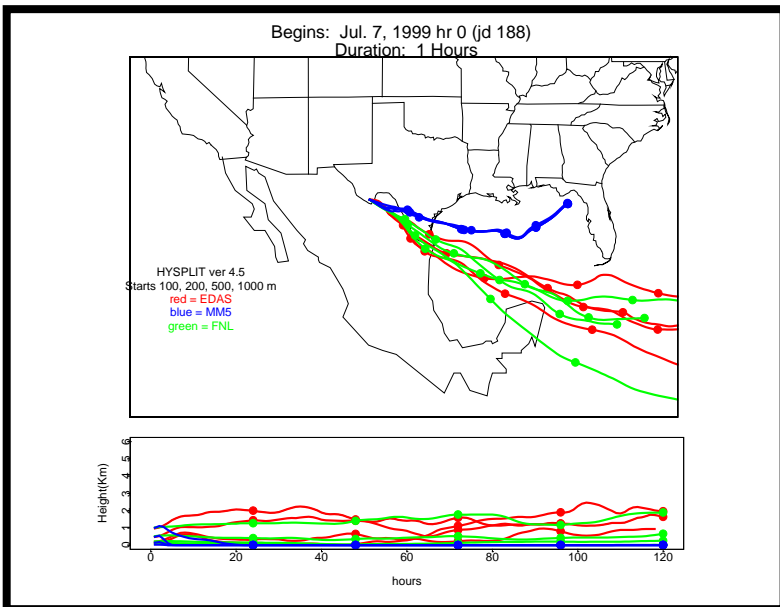 Begins: Jul. 7, 1999 hr 0 (jd 188)
Duration: 1 Hours
HYSPLIT ver 4.5
Starts 100, 200, 500, 1000 m
red = EDAS
blue = MM5
green = FNL
Height(Km)
6
5
4
3
2
1
0
0 20 40 60 80 100 120
hours